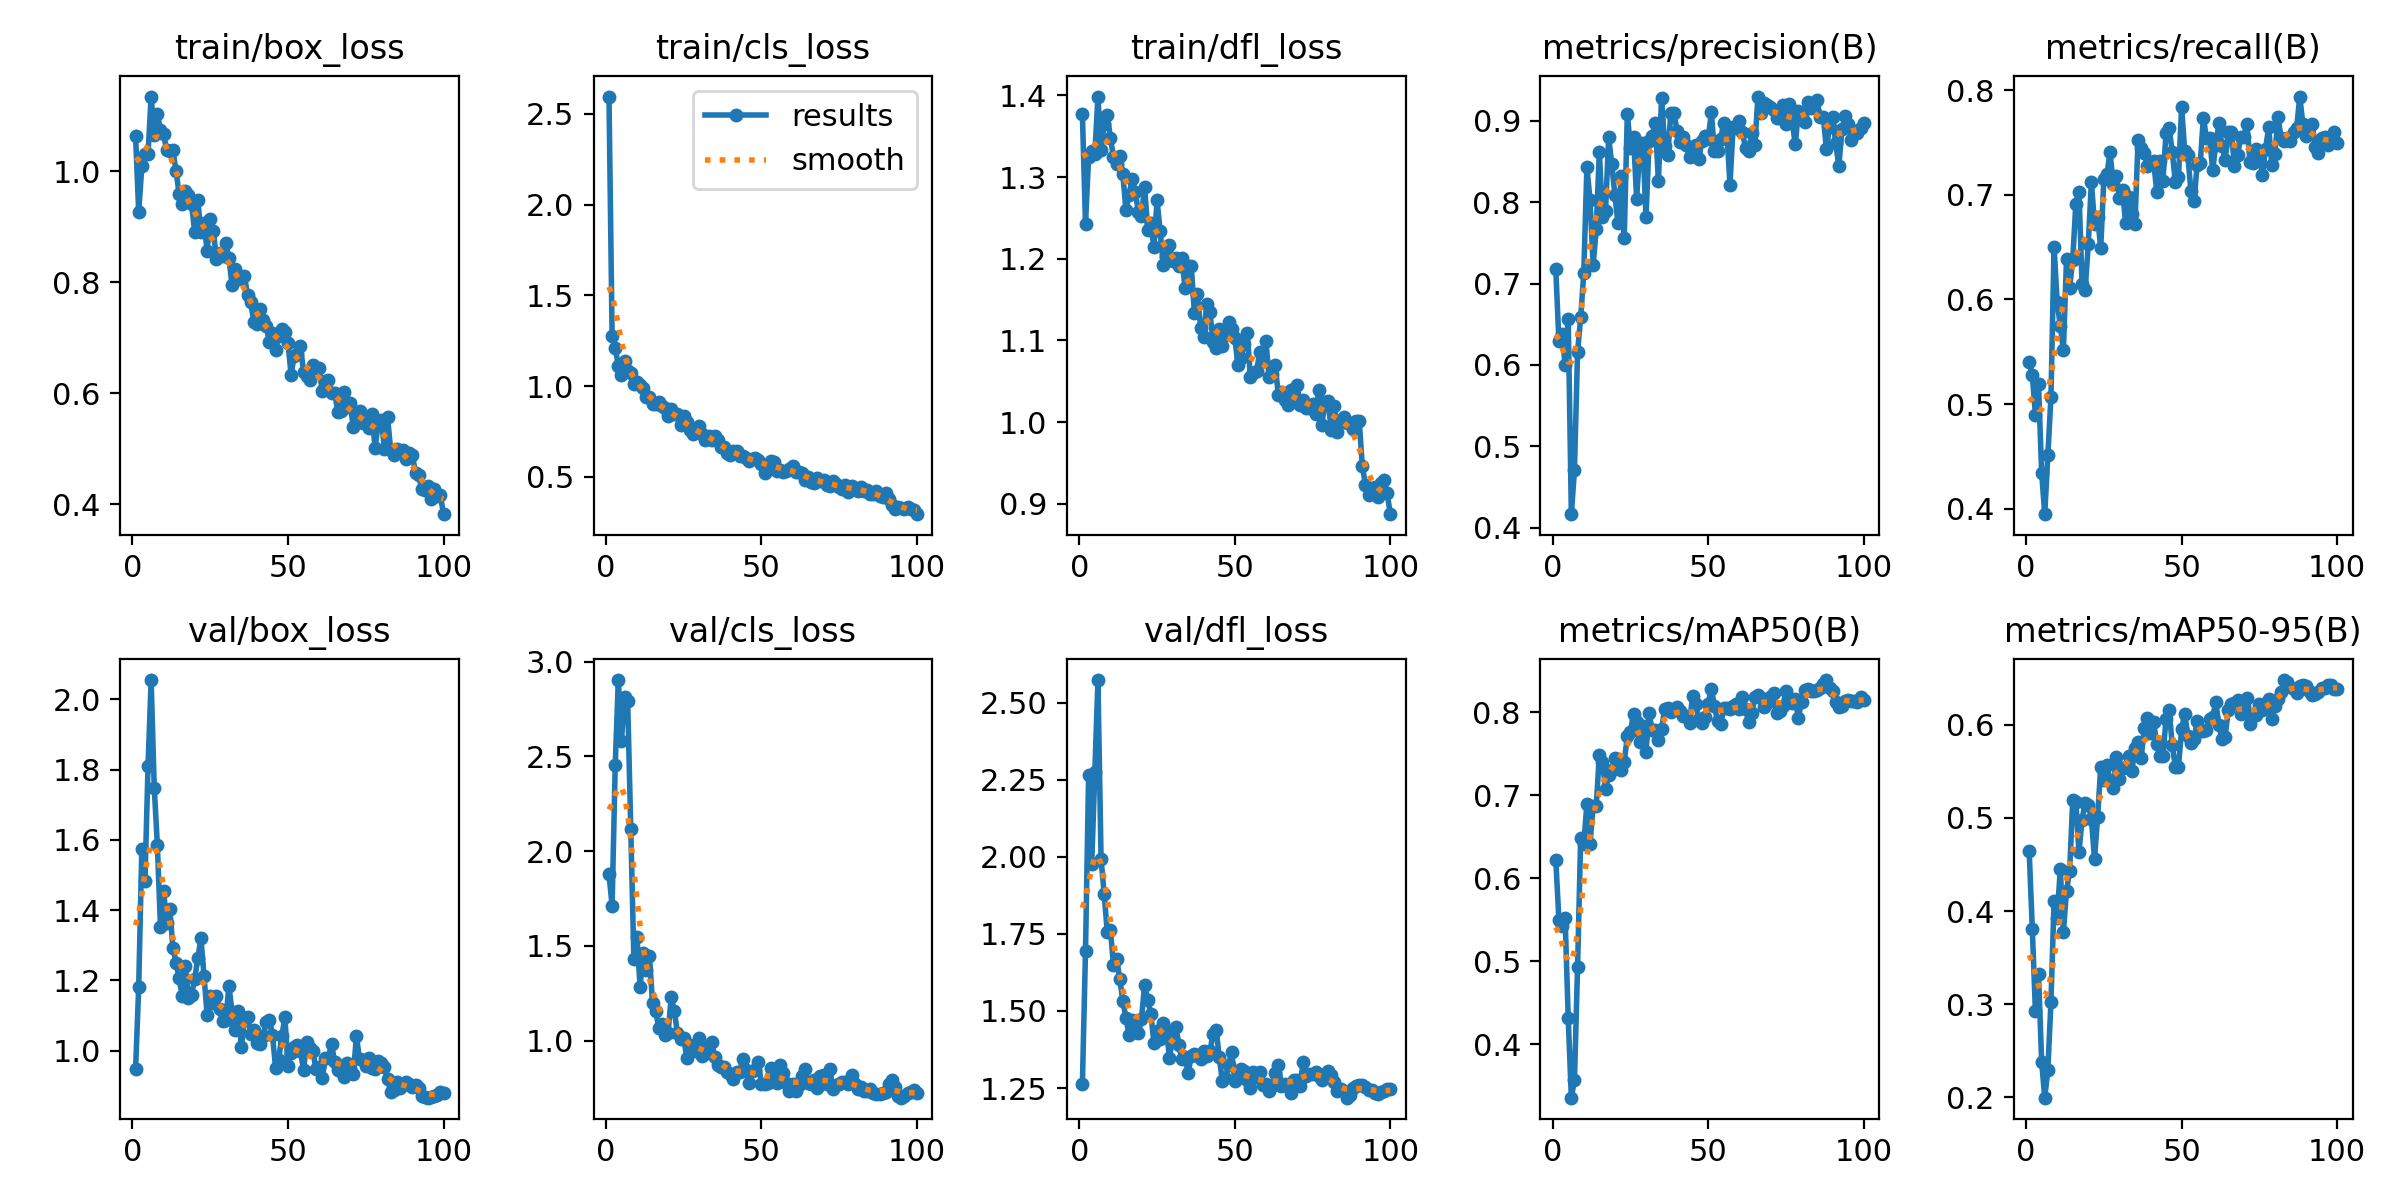 train/box_loss
1.0
0.8
0.6
0.4
0 50 100
train/cls_loss
results
smooth
2.5
2.0
1.5
1.0
0.5
0 50 100
train/dfl_loss
1.4
1.3
1.2
1.1
1.0
0.9
0 50 100
metrics/precision(B)
0.9
0.8
0.7
0.6
0.5
0.4
0 50 100
metrics/recall(B)
0.8
0.7
0.6
0.5
0.4
0 50 100
val/box_loss
2.0
1.8
1.6
1.4
1.2
1.0
0 50 100
val/cls_loss
3.0
2.5
2.0
1.5
1.0
0 50 100
val/dfl_loss
2.50
2.25
2.00
1.75
1.50
1.25
0 50 100
metrics/mAP50(B)
0.8
0.7
0.6
0.5
0.4
0 50 100
metrics/mAP50-95(B)
0.6
0.5
0.4
0.3
0.2
0 50 100